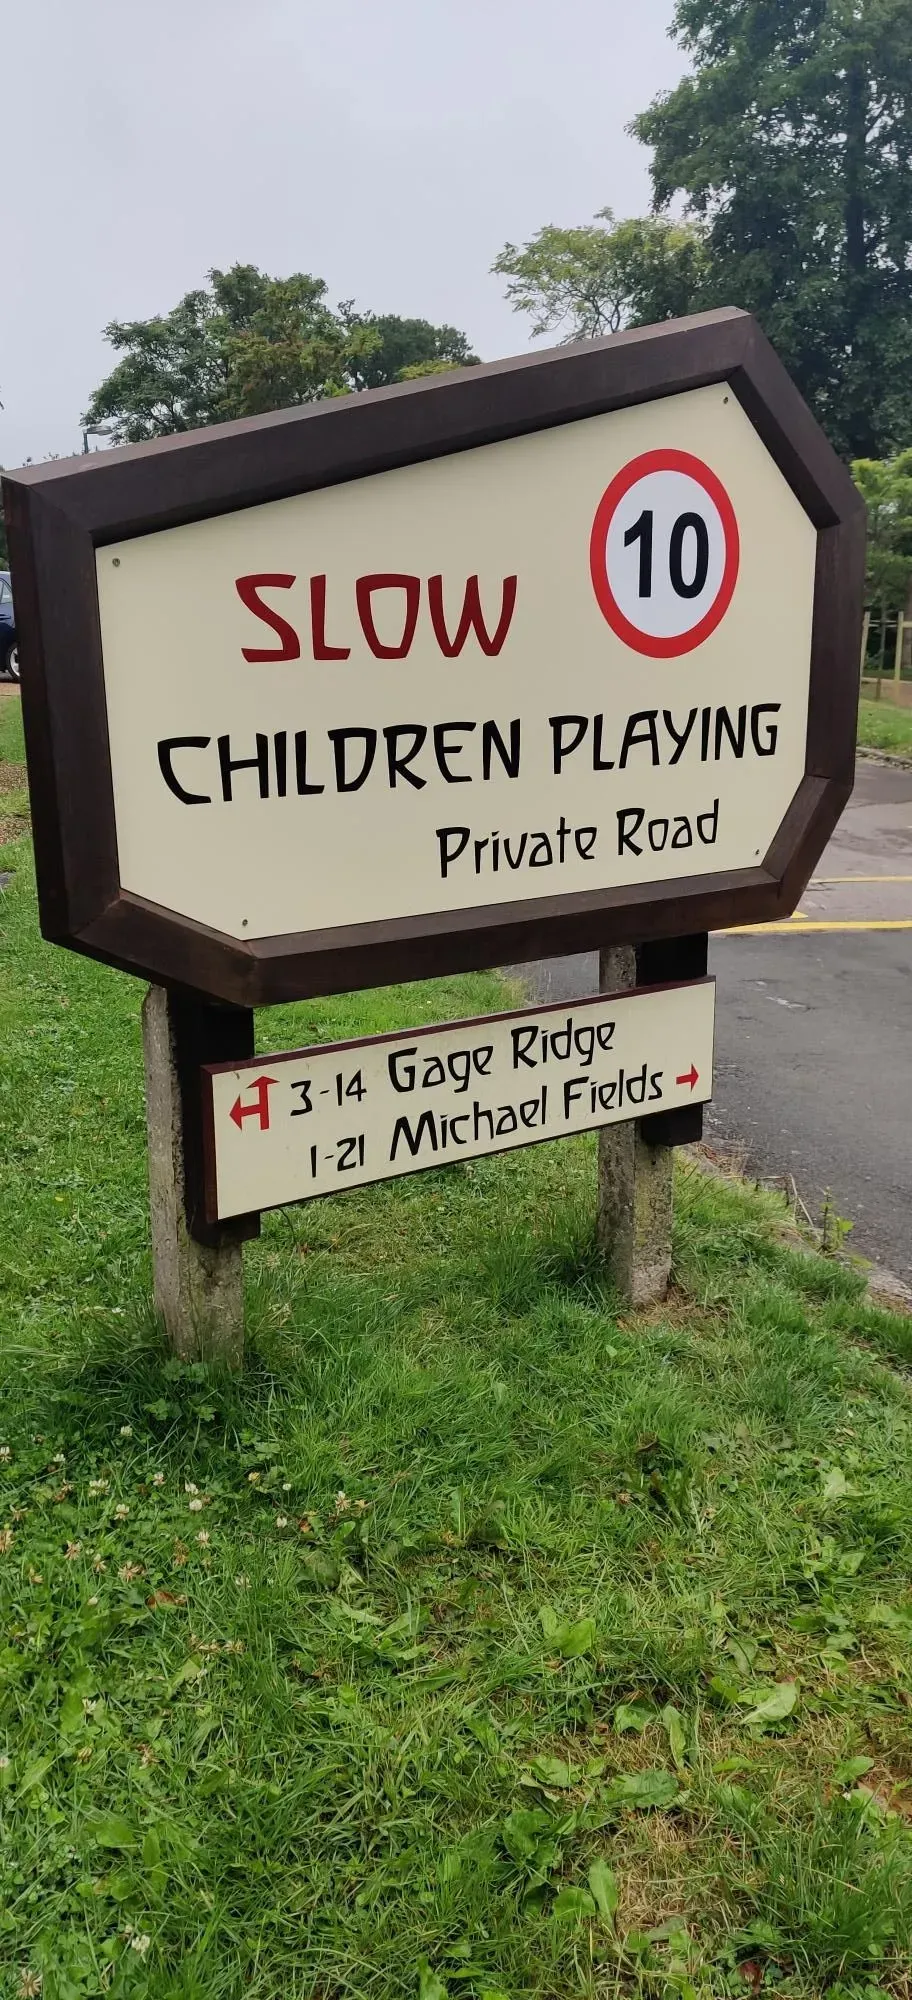 SLOW 10
CHILDREN PLAYING
Private Road
3-14 Gage Ridge
1-21 Michael Fields